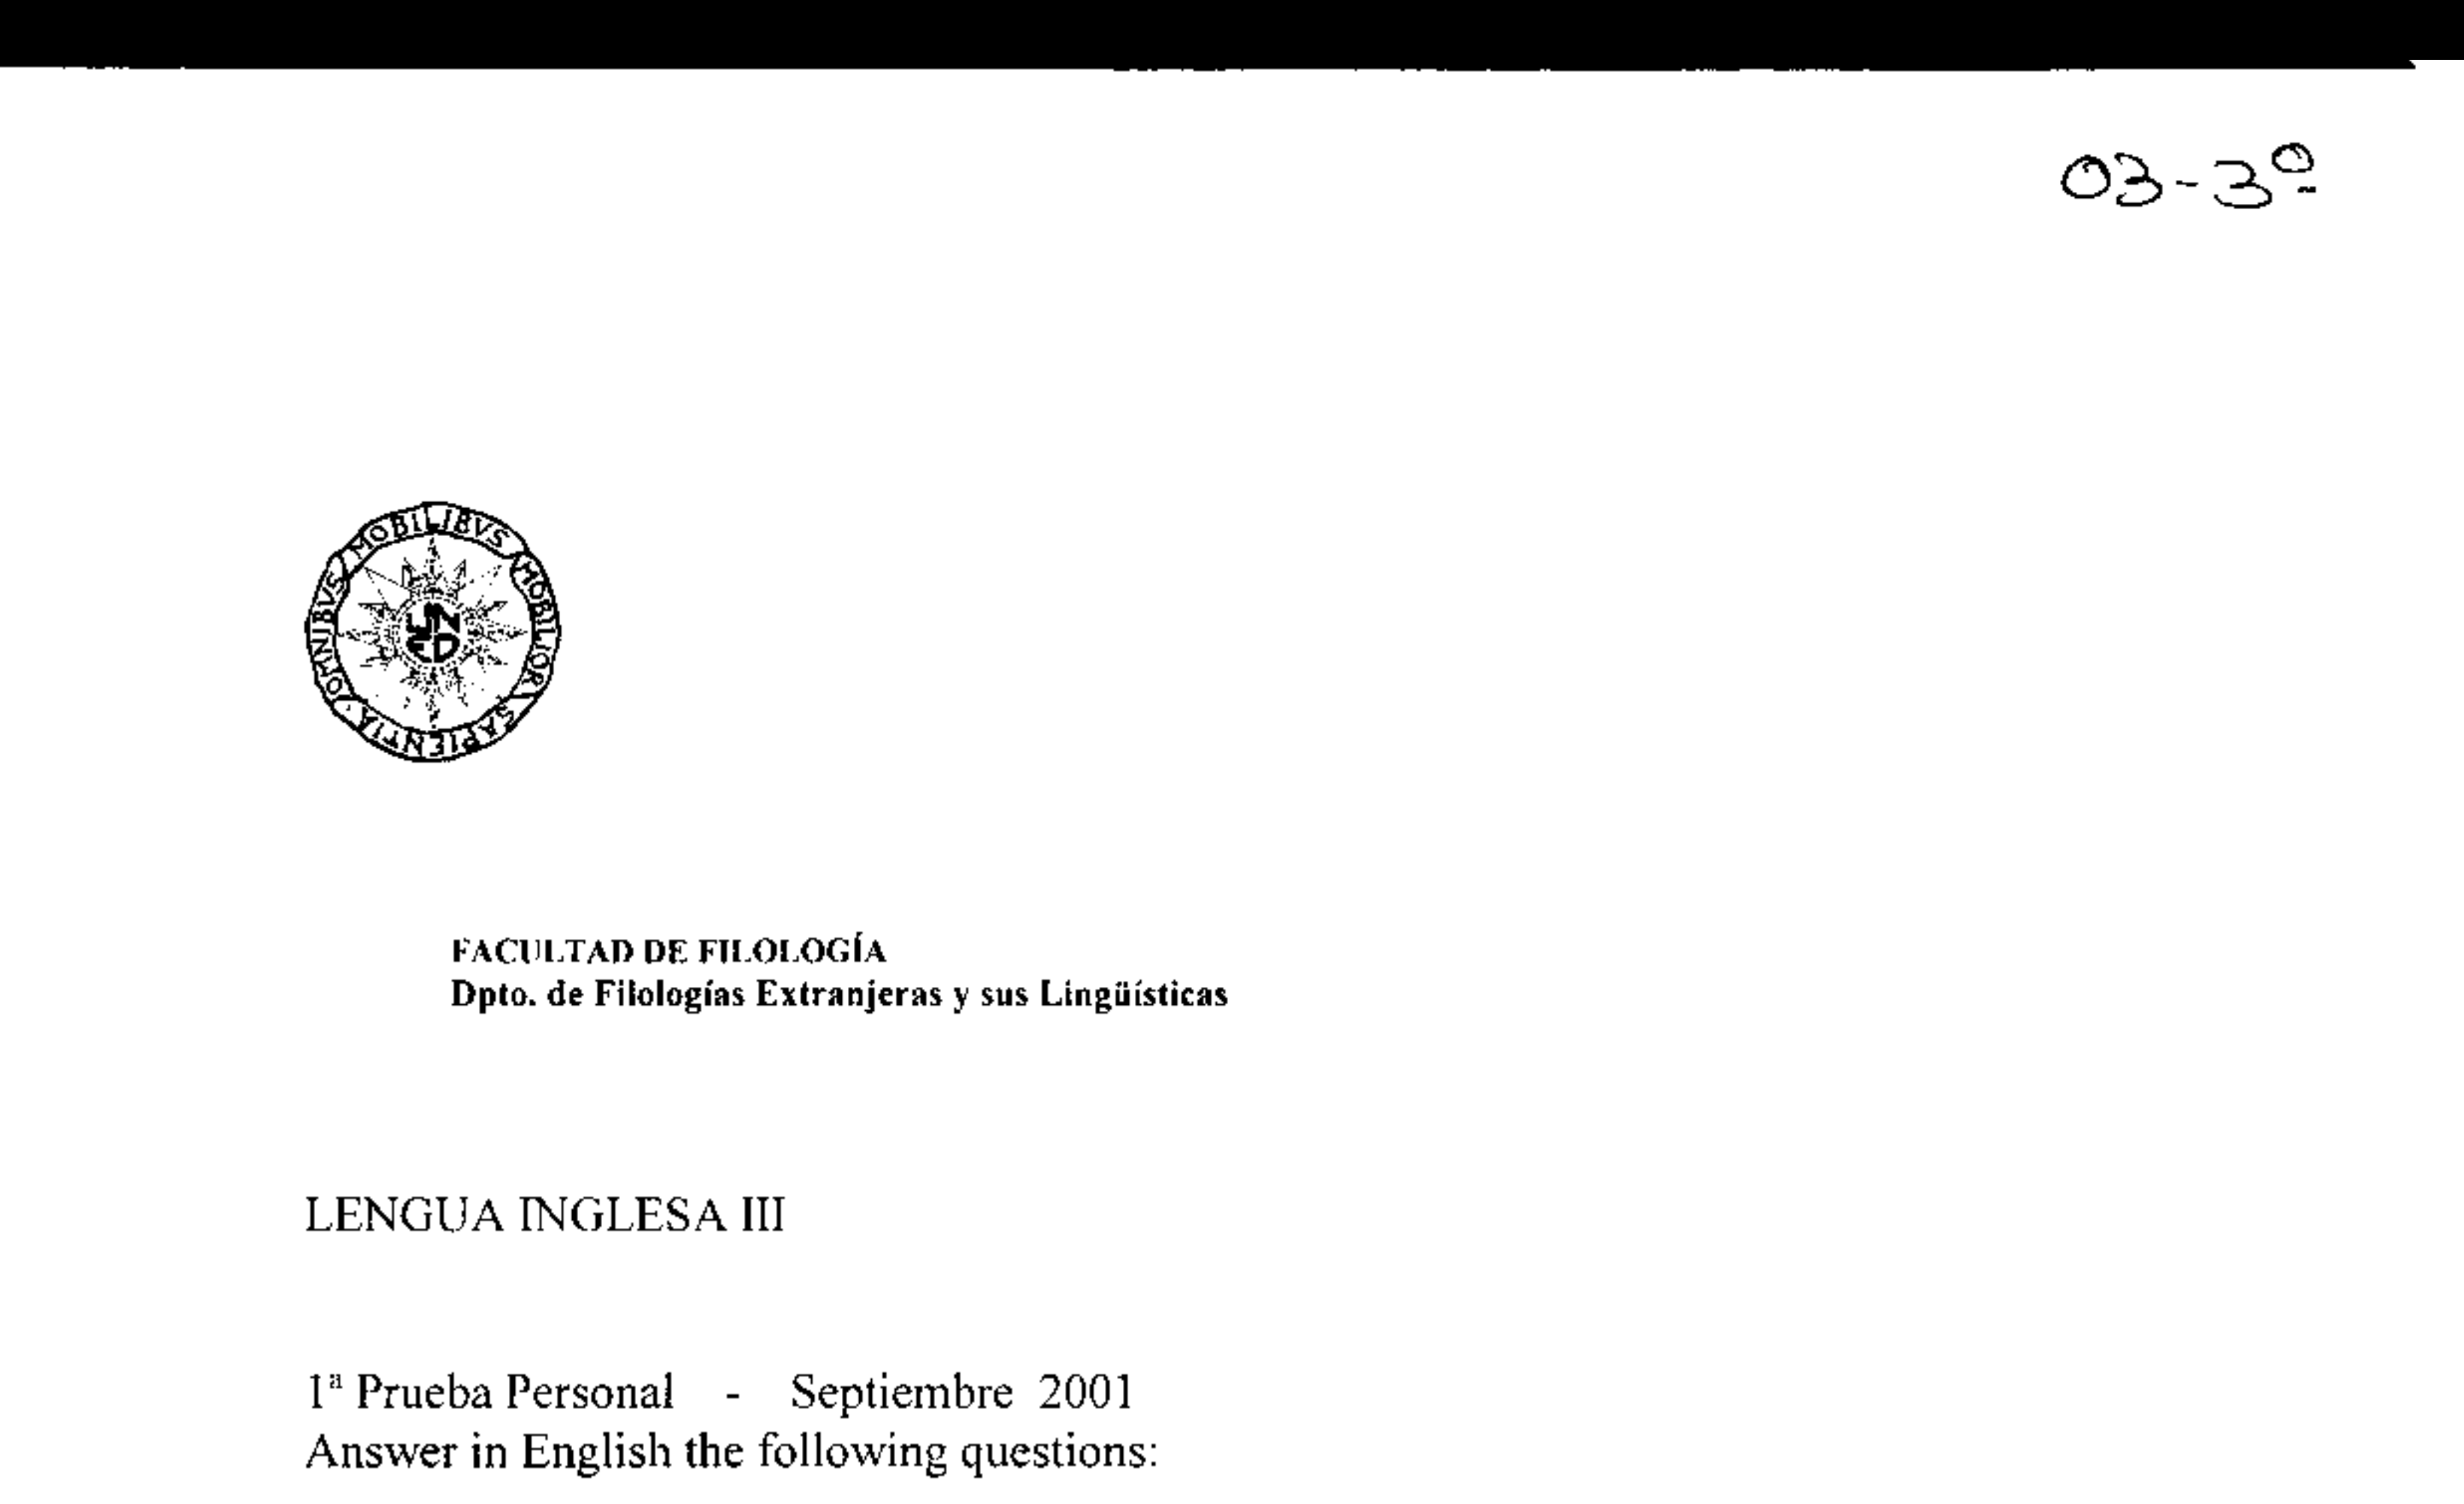 03-3º
OMNIBVS MOBILIBVS MOBILIOR SAPIENTIA
UNED
FACULTAD DE FILOLOGÍA
Dpto. de Filologías Extranjeras y sus Lingüísticas
LENGUA INGLESA III
1ª Prueba Personal - Septiembre 2001
Answer in English the following questions: